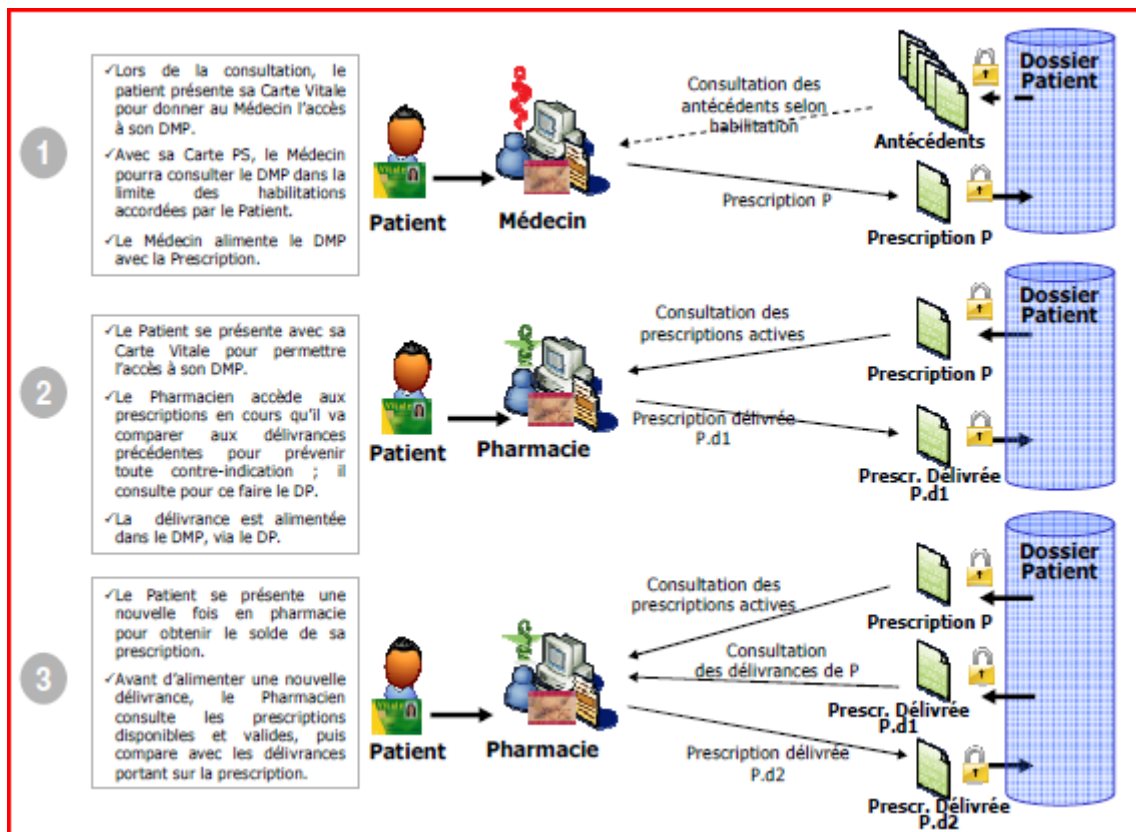 1
✓Lors de la consultation, le
patient présente sa Carte Vitale
pour donner au Médecin l'accès
à son DMP.
✓Avec sa Carte PS, le Médecin
pourra consulter le DMP dans la
limite des habilitations
accordées par le Patient.
✓Le Médecin alimente le DMP
avec la Prescription.
Vitale
Patient
Médecin
Consultation des
antécédents selon
habilitation
Prescription P
Antécédents
Prescription P
Dossier
Patient
2
✓Le Patient se présente avec sa
Carte Vitale pour permettre
l'accès à son DMP.
✓Le Pharmacien accède aux
prescriptions en cours qu'il va
comparer aux délivrances
précédentes pour prévenir
toute contre-indication ; il
consulte pour ce faire le DP.
✓La délivrance est alimentée
dans le DMP, via le DP.
Vitale
Patient
Pharmacie
Consultation des
prescriptions actives
Prescription délivrée
P.d1
Prescription P
Prescr. Délivrée
P.d1
Dossier
Patient
3
✓Le Patient se présente une
nouvelle fois en pharmacie
pour obtenir le solde de sa
prescription.
✓Avant d'alimenter une nouvelle
délivrance, le Pharmacien
consulte les prescriptions
disponibles et valides, puis
compare avec les délivrances
portant sur la prescription.
Vitale
Patient
Pharmacie
Consultation des
prescriptions actives
Consultation
des délivrances de P
Prescription délivrée
P.d2
Prescription P
Prescr. Délivrée
P.d1
Prescr. Délivrée
P.d2
Dossier
Patient